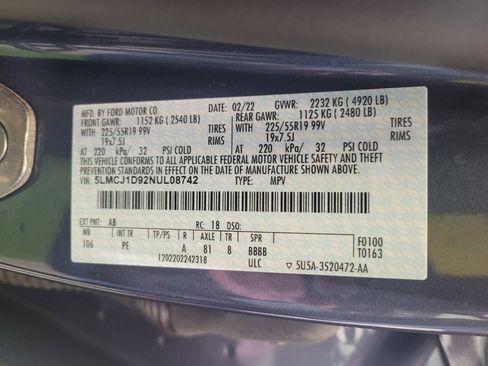 MFD. BY FORD MOTOR CO. 02/22 GVWR: 2232 KG ( 4920 LB)
FRONT GAWR: 1152 KG ( 2540 LB) REAR GAWR: 1125 KG ( 2480 LB)
WITH 225/55R19 99V TIRES WITH 225/55R19 99V TIRES
19x7.5J RIMS 19x7.5J RIMS
AT 220 kPa/ 32 PSI COLD AT 220 kPa/ 32 PSI COLD
THIS VEHICLE CONFORMS TO ALL APPLICABLE FEDERAL MOTOR VEHICLE SAFETY AND THEFT
PREVENTION STANDARDS IN EFFECT ON THE DATE OF MANUFACTURE SHOWN ABOVE.
VIN: 5LMCJ1D92NUL08742 TYPE: MPV
EXT PNT: AB RC: 18 DSO:
WB INT TR TP/PS R AXLE TR SPR F0100
106 PE A 81 8 BBBB T0163
1202202242318 ULC 5U5A-3520472-AA